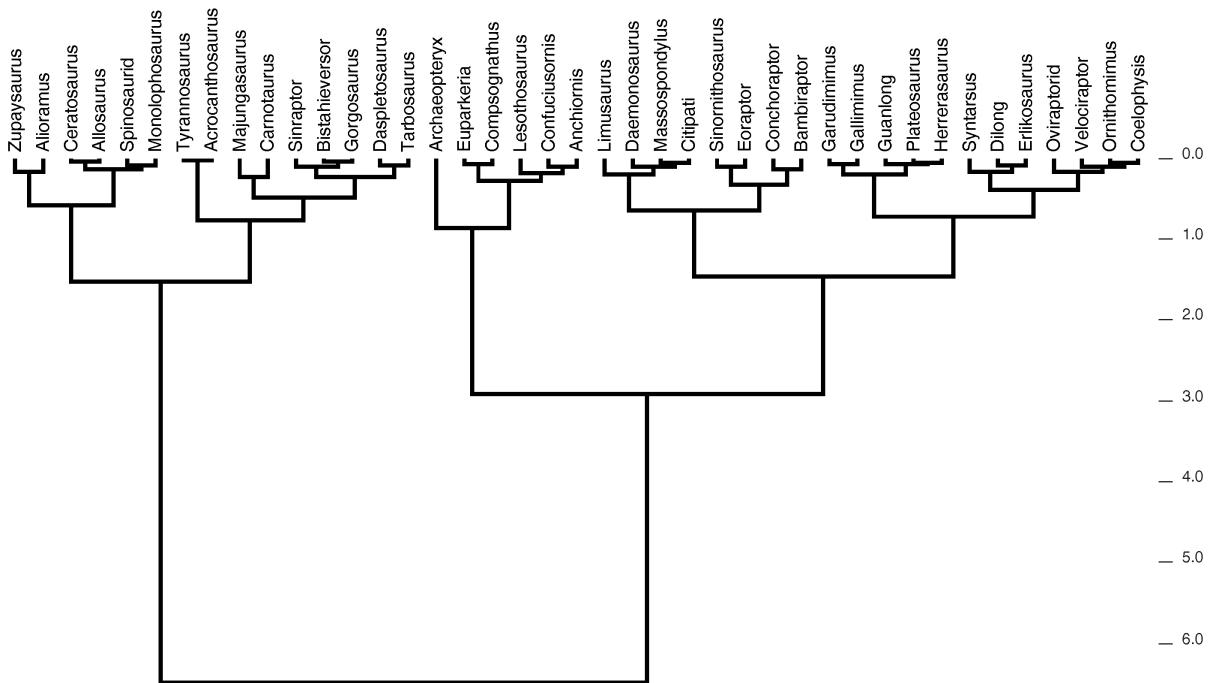 Zupaysaurus
Alioramus
Ceratosaurus
Allosaurus
Spinosaurid
Monolophosaurus
Tyrannosaurus
Acrocanthosaurus
Majungasaurus
Carnotaurus
Sinraptor
Bistahieversor
Gorgosaurus
Daspletosaurus
Tarbosaurus
Archaeopteryx
Euparkeria
Compsognathus
Lesothosaurus
Confuciusornis
Anchiornis
Limusaurus
Daemonosaurus
Massospondylus
Citipati
Sinornithosaurus
Eoraptor
Conchoraptor
Bambiraptor
Garudimimus
Gallimimus
Guanlong
Plateosaurus
Herrerasaurus
Syntarsus
Dilong
Erlikosaurus
Oviraptorid
Velociraptor
Ornithomimus
Coelophysis
0.0
1.0
2.0
3.0
4.0
5.0
6.0